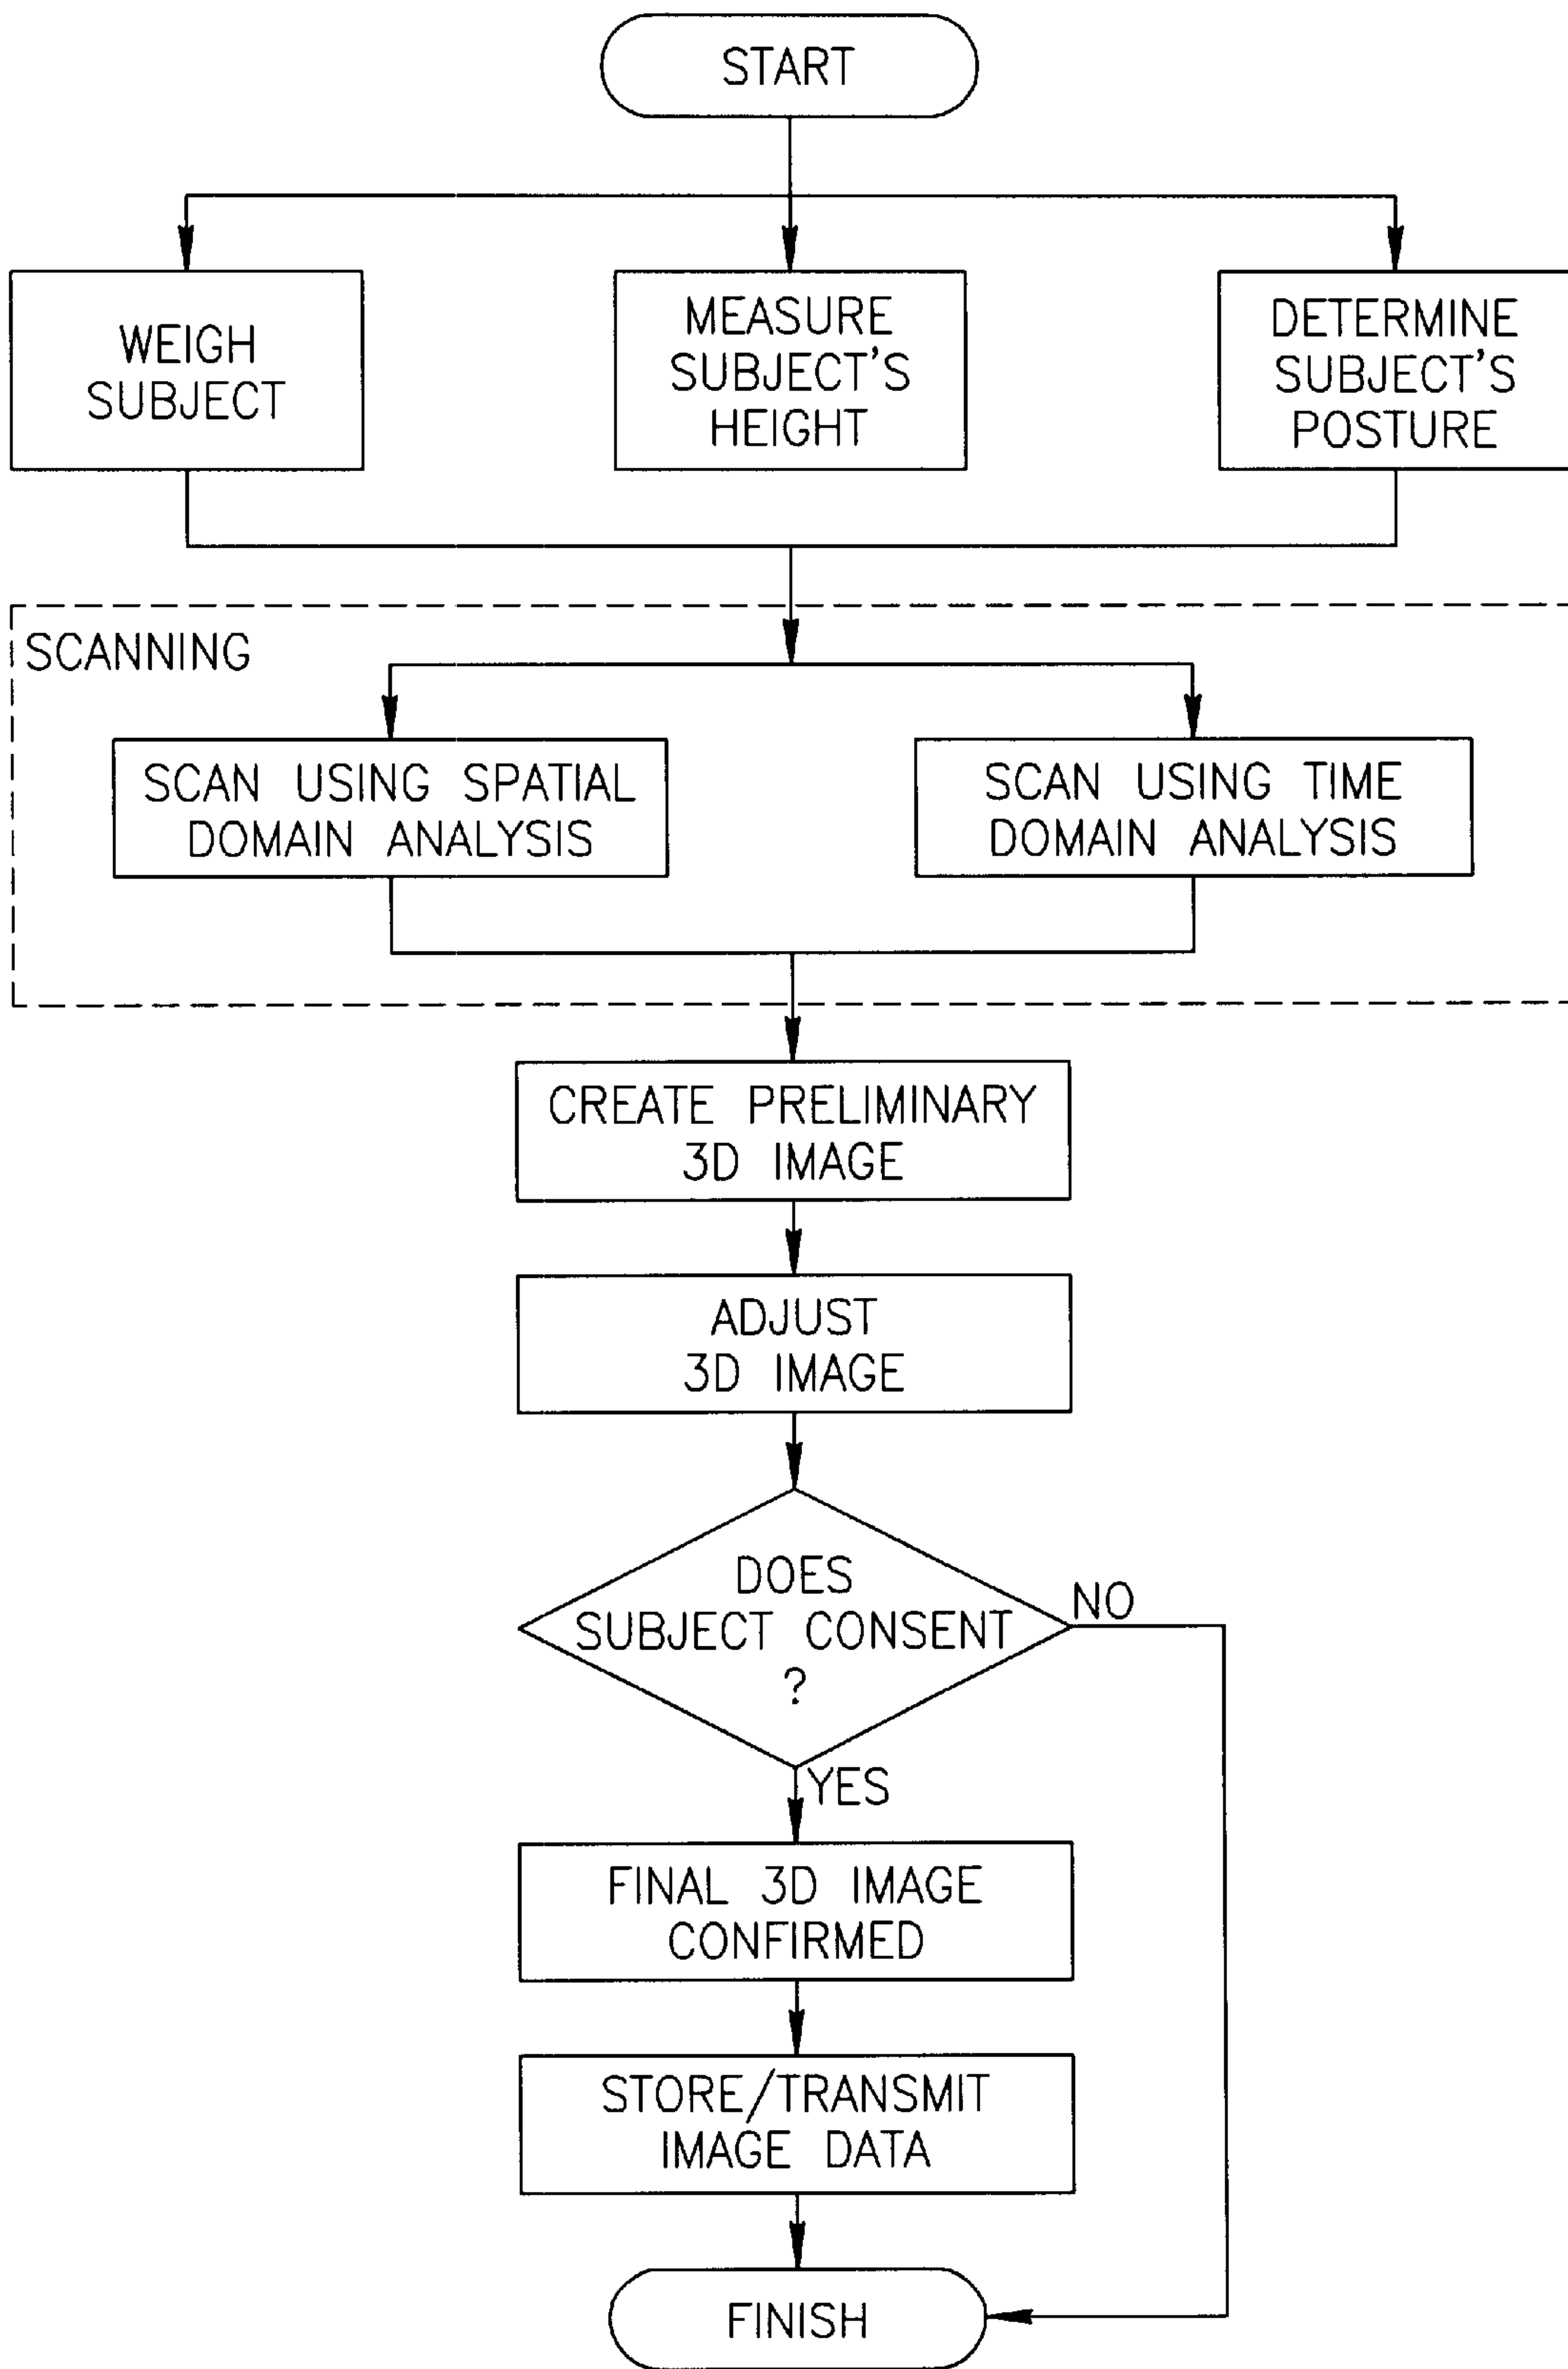 START
WEIGH
SUBJECT
MEASURE
SUBJECT'S
HEIGHT
DETERMINE
SUBJECT'S
POSTURE
SCANNING
SCAN USING SPATIAL
DOMAIN ANALYSIS
SCAN USING TIME
DOMAIN ANALYSIS
CREATE PRELIMINARY
3D IMAGE
ADJUST
3D IMAGE
DOES
SUBJECT CONSENT
?
NO
YES
FINAL 3D IMAGE
CONFIRMED
STORE/TRANSMIT
IMAGE DATA
FINISH